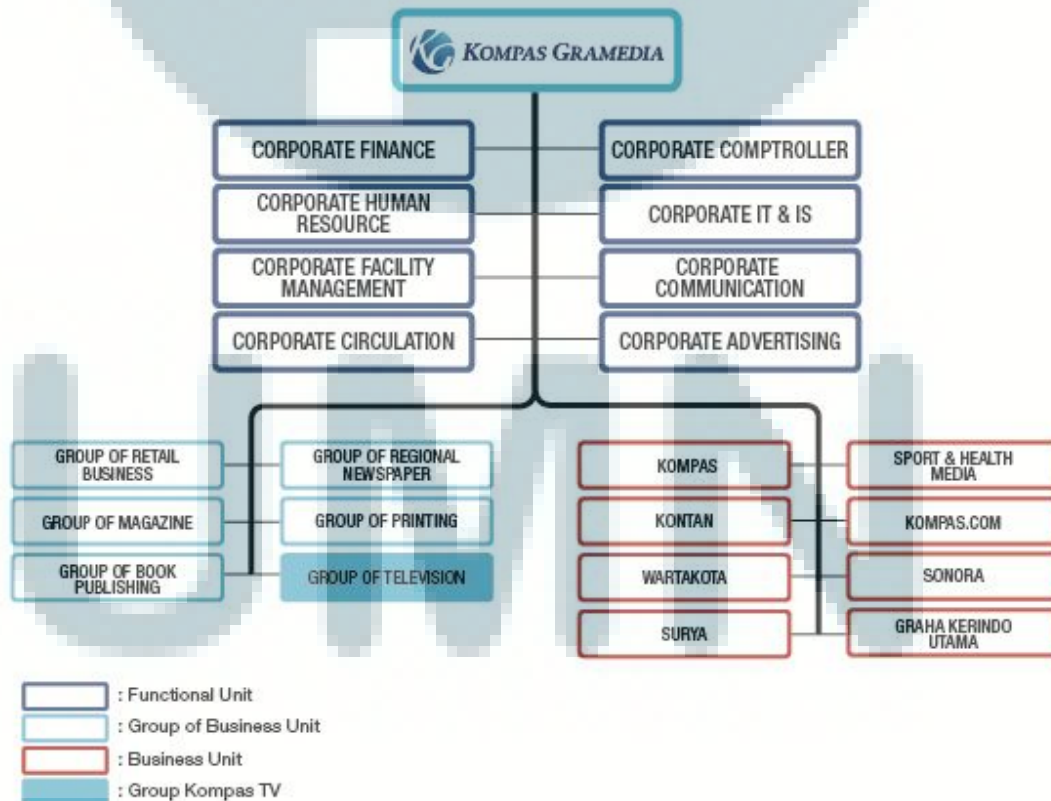 KOMPAS GRAMEDIA
CORPORATE FINANCE
CORPORATE COMPTROLLER
CORPORATE HUMAN
RESOURCE
CORPORATE IT & IS
CORPORATE FACILITY
MANAGEMENT
CORPORATE
COMMUNICATION
CORPORATE CIRCULATION
CORPORATE ADVERTISING
GROUP OF RETAIL
BUSINESS
GROUP OF REGIONAL
NEWSPAPER
GROUP OF MAGAZINE
GROUP OF PRINTING
GROUP OF BOOK
PUBLISHING
GROUP OF TELEVISION
KOMPAS
SPORT & HEALTH
MEDIA
KONTAN
KOMPAS.COM
WARTAKOTA
SONORA
SURYA
GRAHA KERINDO
UTAMA
UMN
: Functional Unit
: Group of Business Unit
: Business Unit
: Group Kompas TV